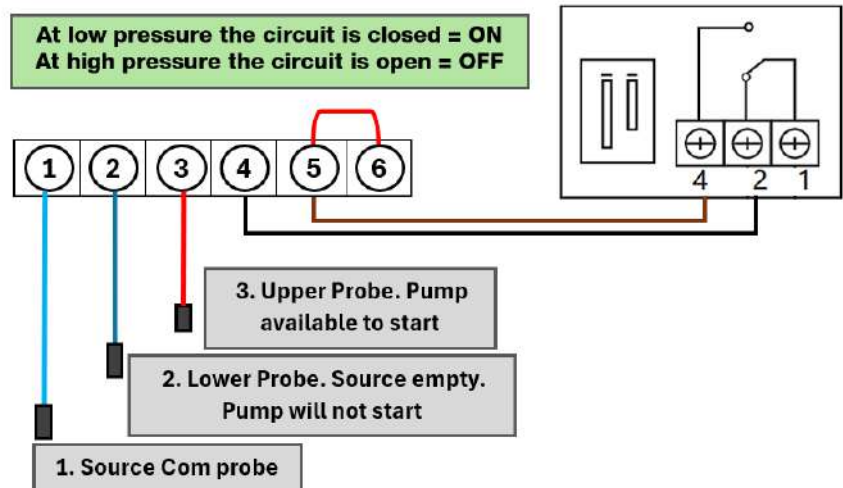 At low pressure the circuit is closed = ON
At high pressure the circuit is open = OFF
1 2 3 4 5 6
4 2 1
3. Upper Probe. Pump
available to start
2. Lower Probe. Source empty.
Pump will not start
1. Source Com probe